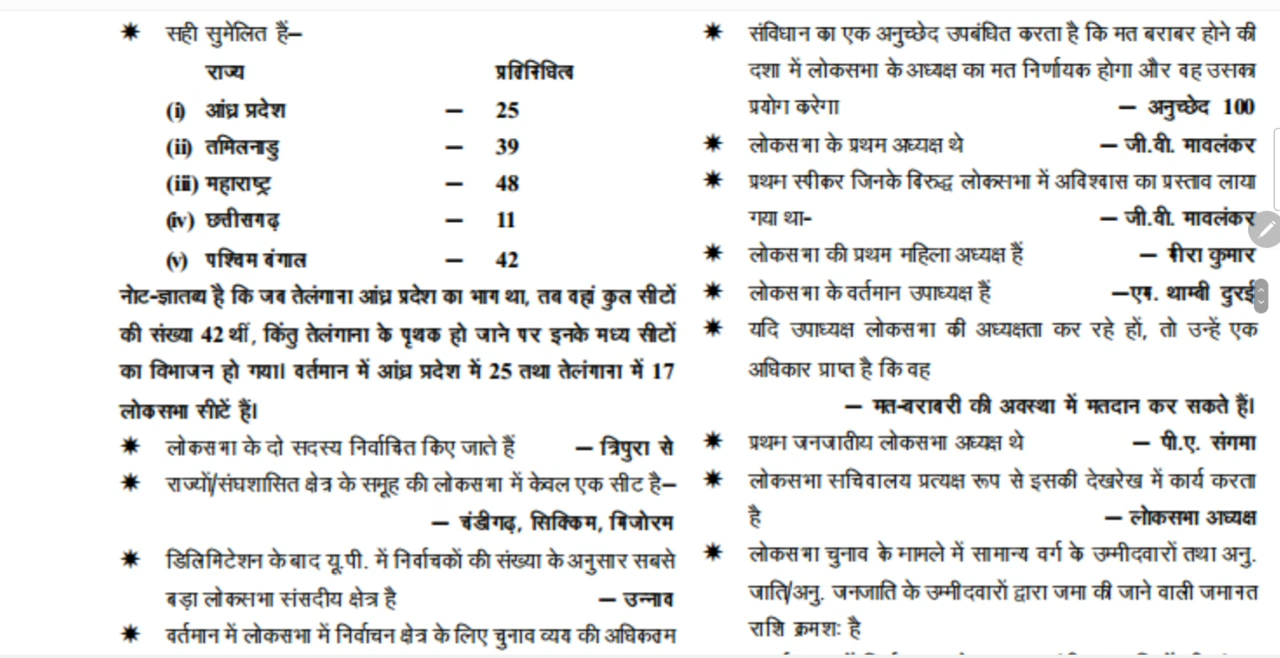 ✷ सही सुमेलित हैं–
राज्य प्रतिनिधित्व
(i) आंध्र प्रदेश – 25
(ii) तमिलनाडु – 39
(iii) महाराष्ट्र – 48
(iv) छत्तीसगढ़ – 11
(v) पश्चिम बंगाल – 42
नोट-ज्ञातव्य है कि जब तेलंगाना आंध्र प्रदेश का भाग था, तब वहां कुल सीटों
की संख्या 42 थीं, किंतु तेलंगाना के पृथक हो जाने पर इनके मध्य सीटों
का विभाजन हो गया। वर्तमान में आंध्र प्रदेश में 25 तथा तेलंगाना में 17
लोकसभा सीटें हैं।
✷ लोकसभा के दो सदस्य निर्वाचित किए जाते हैं – त्रिपुरा से
✷ राज्यों/संघशासित क्षेत्र के समूह की लोकसभा में केवल एक सीट है–
– चंडीगढ़, सिक्किम, मिजोरम
✷ डिलिमिटेशन के बाद यू.पी. में निर्वाचकों की संख्या के अनुसार सबसे
बड़ा लोकसभा संसदीय क्षेत्र है – उन्नाव
✷ वर्तमान में लोकसभा में निर्वाचन क्षेत्र के लिए चुनाव व्यय की अधिकतम
✷ संविधान का एक अनुच्छेद उपबंधित करता है कि मत बराबर होने की
दशा में लोकसभा के अध्यक्ष का मत निर्णायक होगा और वह उसका
प्रयोग करेगा – अनुच्छेद 100
✷ लोकसभा के प्रथम अध्यक्ष थे – जी.वी. मावलंकर
✷ प्रथम स्पीकर जिनके विरुद्ध लोकसभा में अविश्वास का प्रस्ताव लाया
गया था- – जी.वी. मावलंकर
✷ लोकसभा की प्रथम महिला अध्यक्ष हैं – मीरा कुमार
✷ लोकसभा के वर्तमान उपाध्यक्ष हैं –एम. थाम्बी दुरई
✷ यदि उपाध्यक्ष लोकसभा की अध्यक्षता कर रहे हों, तो उन्हें एक
अधिकार प्राप्त है कि वह
– मत-बराबरी की अवस्था में मतदान कर सकते हैं।
✷ प्रथम जनजातीय लोकसभा अध्यक्ष थे – पी.ए. संगमा
✷ लोकसभा सचिवालय प्रत्यक्ष रूप से इसकी देखरेख में कार्य करता
है – लोकसभा अध्यक्ष
✷ लोकसभा चुनाव के मामले में सामान्य वर्ग के उम्मीदवारों तथा अनु.
जाति/अनु. जनजाति के उम्मीदवारों द्वारा जमा की जाने वाली जमानत
राशि क्रमशः है